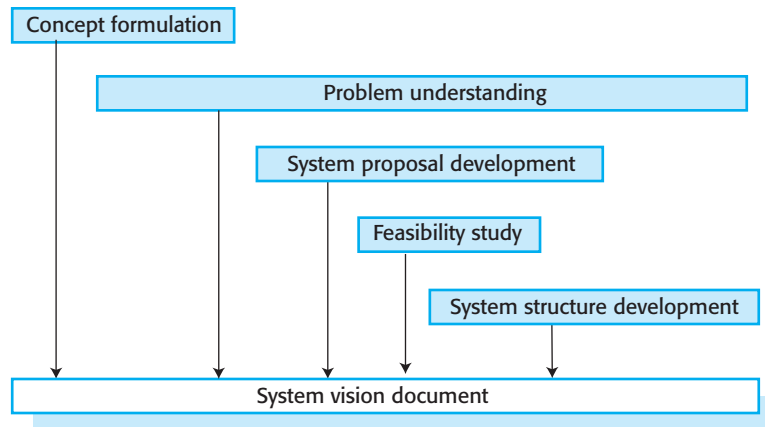 Concept formulation
Problem understanding
System proposal development
Feasibility study
System structure development
System vision document